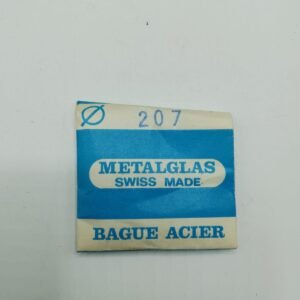 Ø 207
METALGLAS
SWISS MADE
BAGUE ACIER